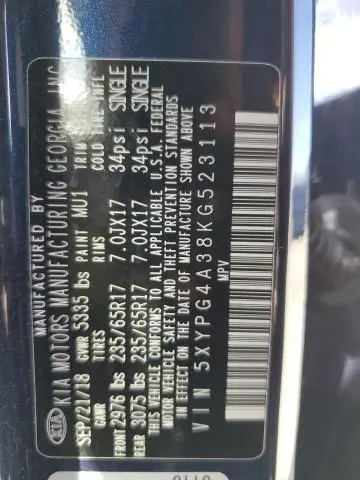 KIA
MANUFACTURED BY
KIA MOTORS MANUFACTURING GEORGIA, INC.
SEP/21/18 GVWR 5335 lbs PAINT MU1 TRIM
GAWR TIRES RIMS COLD TIRE INFL
FRONT 2976 lbs 235/65R17 7.0JX17 34psi SINGLE
REAR 3075 lbs 235/65R17 7.0JX17 34psi SINGLE
THIS VEHICLE CONFORMS TO ALL APPLICABLE U.S.A. FEDERAL
MOTOR VEHICLE SAFETY AND THEFT PREVENTION STANDARDS
IN EFFECT ON DATE OF MANUFACTURE SHOWN ABOVE
VIN 5XYPG4A38KG523113
MPV